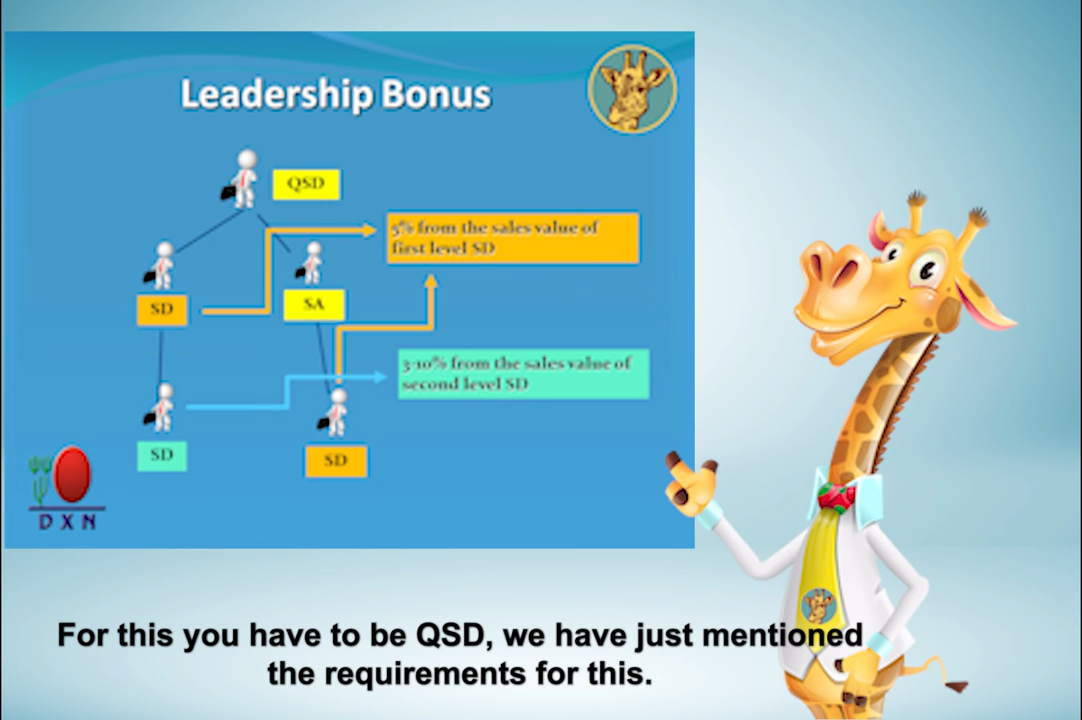 Leadership Bonus
QSD
5% from the sales value of
first level SD
SD
SA
3-10% from the sales value of
second level SD
SD
SD
DXN
For this you have to be QSD, we have just mentioned
the requirements for this.